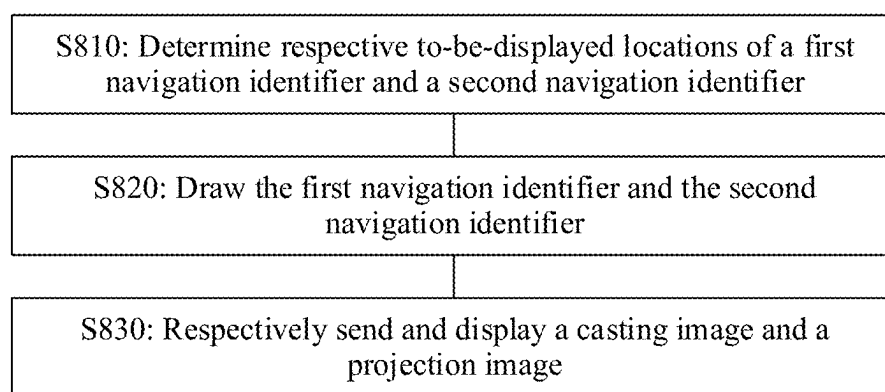 S810: Determine respective to-be-displayed locations of a first
navigation identifier and a second navigation identifier
S820: Draw the first navigation identifier and the second
navigation identifier
S830: Respectively send and display a casting image and a
projection image